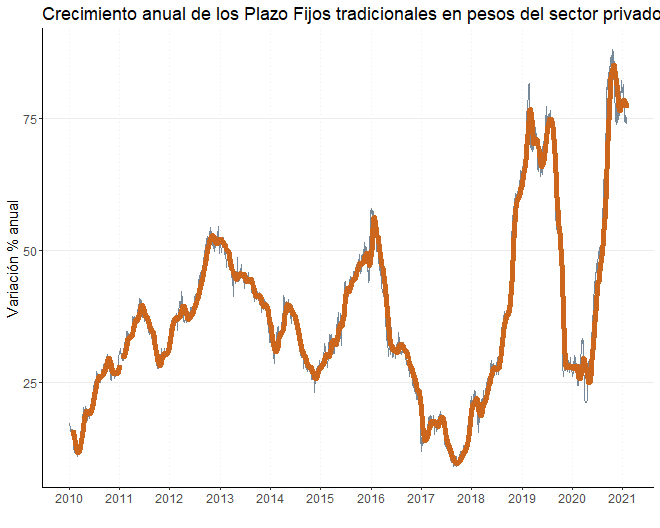 Crecimiento anual de los Plazo Fijos tradicionales en pesos del sector privado
Variación % anual
75
50
25
2010 2011 2012 2013 2014 2015 2016 2017 2018 2019 2020 2021